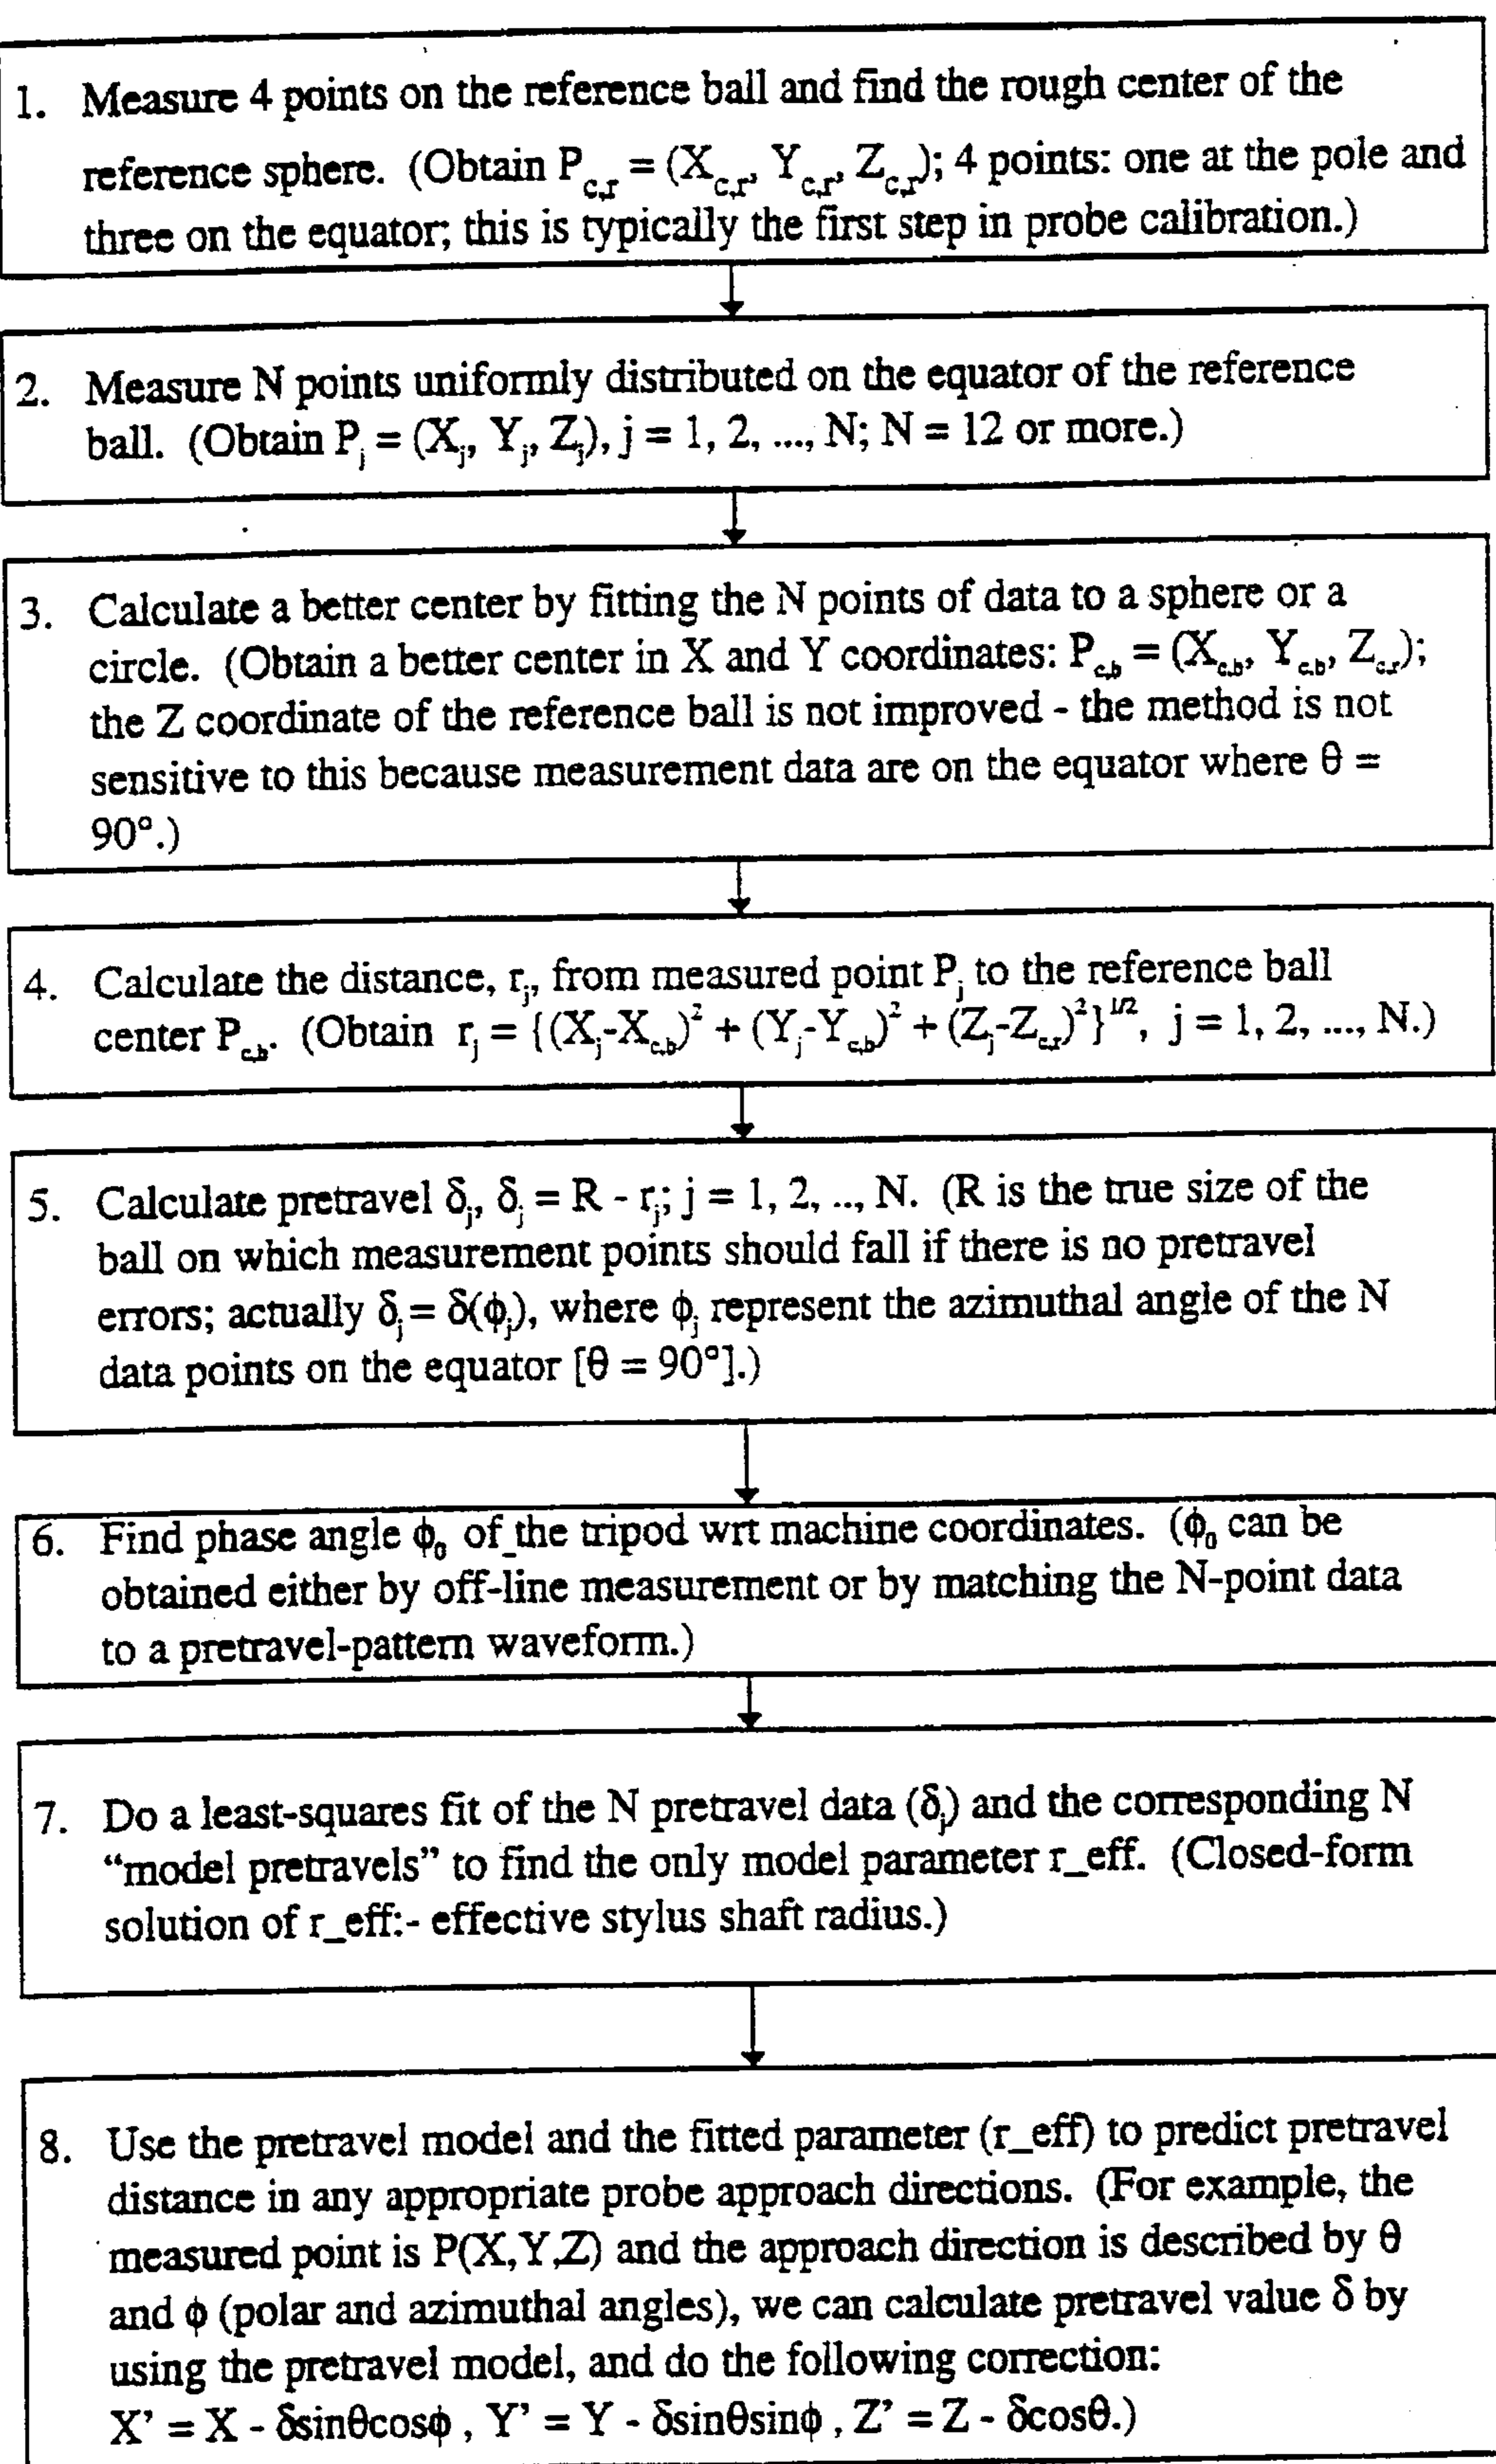 1. Measure 4 points on the reference ball and find the rough center of the
reference sphere. (Obtain P_c,r = (X_c,r, Y_c,r, Z_c,r); 4 points: one at the pole and
three on the equator; this is typically the first step in probe calibration.)
2. Measure N points uniformly distributed on the equator of the reference
ball. (Obtain P_j = (X_j, Y_j, Z_j), j = 1, 2, ..., N; N = 12 or more.)
3. Calculate a better center by fitting the N points of data to a sphere or a
circle. (Obtain a better center in X and Y coordinates: P_c,b = (X_c,b, Y_c,b, Z_c,r);
the Z coordinate of the reference ball is not improved - the method is not
sensitive to this because measurement data are on the equator where θ =
90°.)
4. Calculate the distance, r_j, from measured point P_j to the reference ball
center P_c,b. (Obtain r_j = {(X_j-X_c,b)² + (Y_j-Y_c,b)² + (Z_j-Z_c,r)²}^1/2, j = 1, 2, ..., N.)
5. Calculate pretravel δ_j, δ_j = R - r_j; j = 1, 2, .., N. (R is the true size of the
ball on which measurement points should fall if there is no pretravel
errors; actually δ_j = δ(ϕ_j), where ϕ_j represent the azimuthal angle of the N
data points on the equator [θ = 90°].)
6. Find phase angle ϕ_0 of the tripod wrt machine coordinates. (ϕ_0 can be
obtained either by off-line measurement or by matching the N-point data
to a pretravel-pattern waveform.)
7. Do a least-squares fit of the N pretravel data (δ_j) and the corresponding N
“model pretravels” to find the only model parameter r_eff. (Closed-form
solution of r_eff:- effective stylus shaft radius.)
8. Use the pretravel model and the fitted parameter (r_eff) to predict pretravel
distance in any appropriate probe approach directions. (For example, the
measured point is P(X,Y,Z) and the approach direction is described by θ
and ϕ (polar and azimuthal angles), we can calculate pretravel value δ by
using the pretravel model, and do the following correction:
X' = X - δsinθcosϕ , Y' = Y - δsinθsinϕ , Z' = Z - δcosθ.)